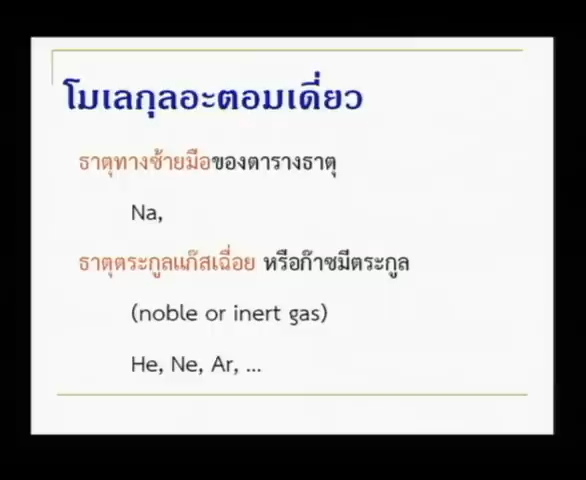 โมเลกุลอะตอมเดี่ยว
ธาตุทางซ้ายมือของตารางธาตุ
Na,
ธาตุตระกูลแก๊สเฉื่อย หรือก๊าซมีตระกูล
(noble or inert gas)
He, Ne, Ar, ...